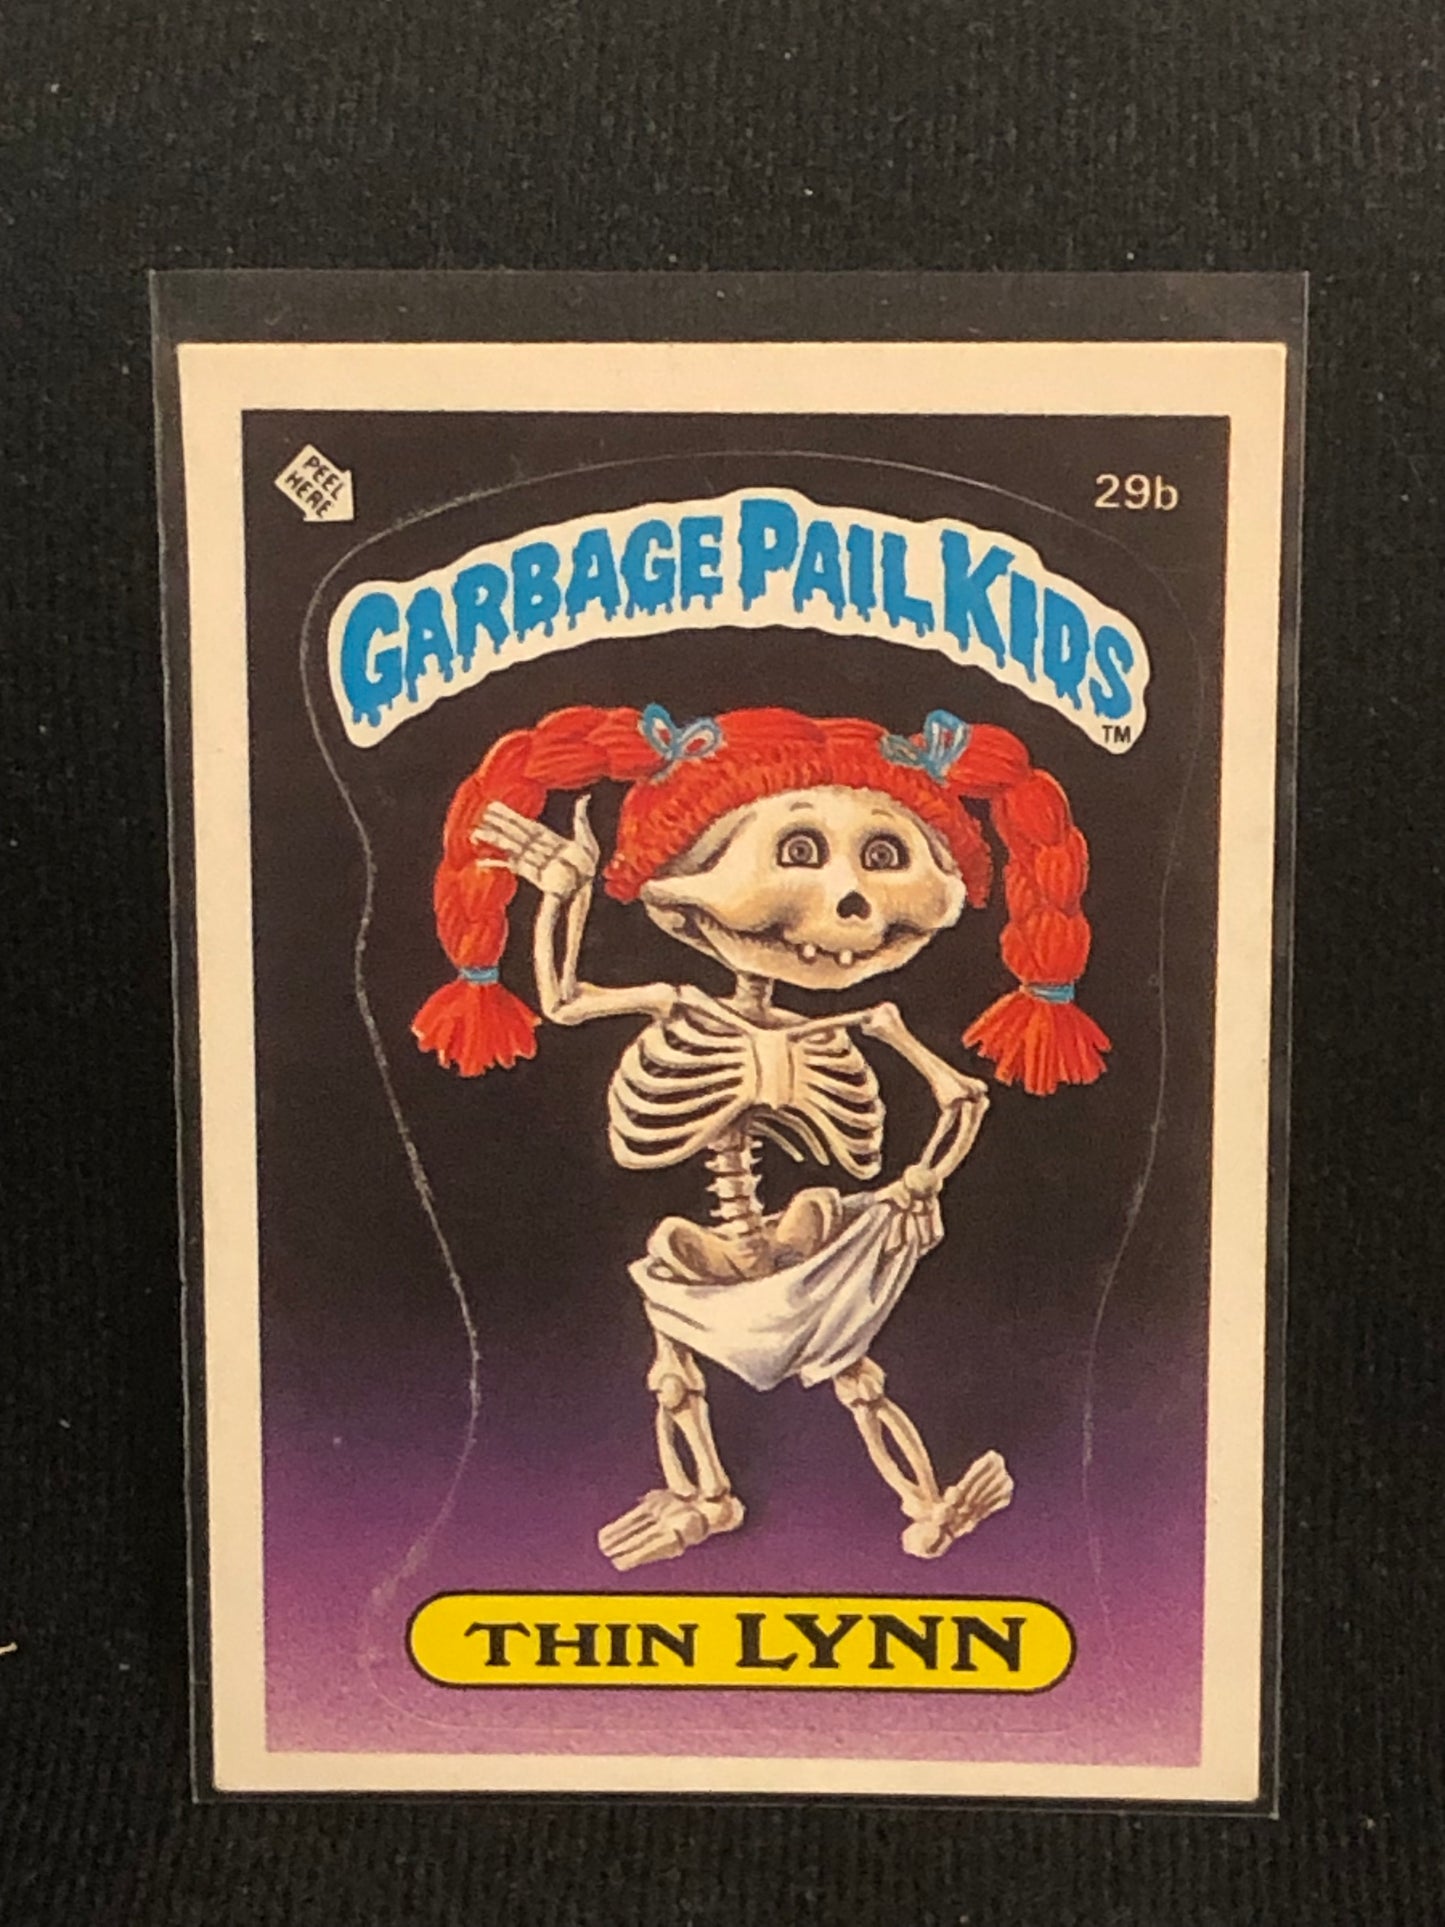 PEEL
HERE
29b
GARBAGE PAIL KIDS
TM
THIN LYNN